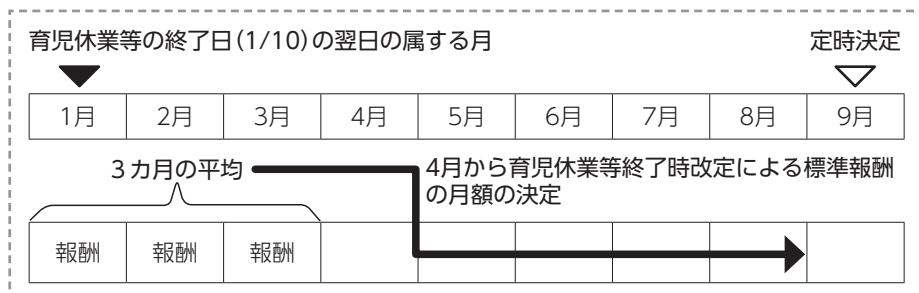 育児休業等の終了日(1/10)の翌日の属する月
定時決定
1月 2月 3月 4月 5月 6月 7月 8月 9月
3カ月の平均
4月から育児休業等終了時改定による標準報酬
の月額の決定
報酬 報酬 報酬